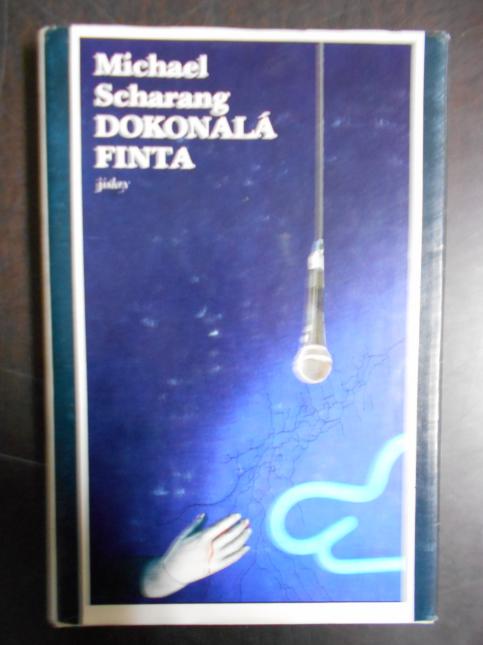 Michael
Scharang
DOKONALÁ
FINTA
jiskry